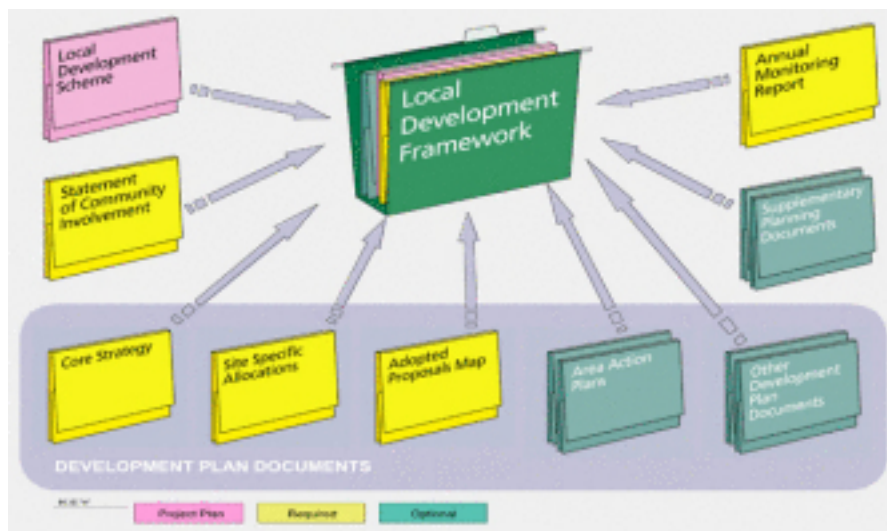 Local
Development
Scheme
Local
Development
Framework
Annual
Monitoring
Report
Statement
of Community
Involvement
Supplementary
Planning
Documents
Core Strategy
Site Specific
Allocations
Adopted
Proposals Map
Area Action
Plans
Other
Development
Plan
Documents
DEVELOPMENT PLAN DOCUMENTS
KEY
Project Plan
Required
Optional